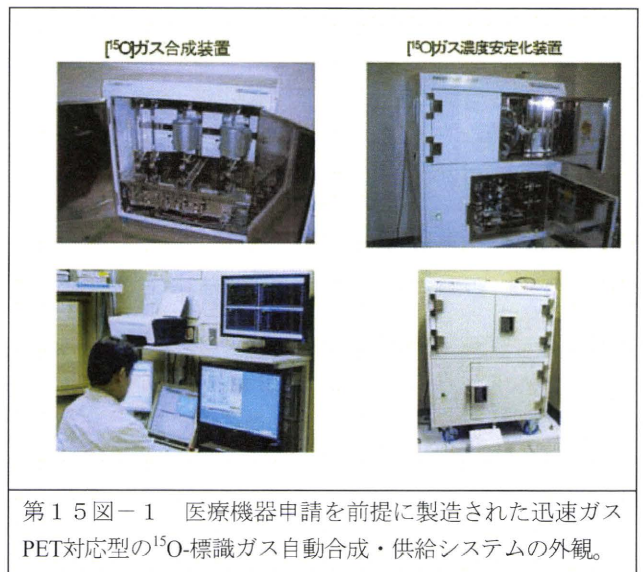 [¹⁵O]ガス合成装置
[¹⁵O]ガス濃度安定化装置
第15図-1 医療機器申請を前提に製造された迅速ガス
PET対応型の¹⁵O-標識ガス自動合成・供給システムの外観。